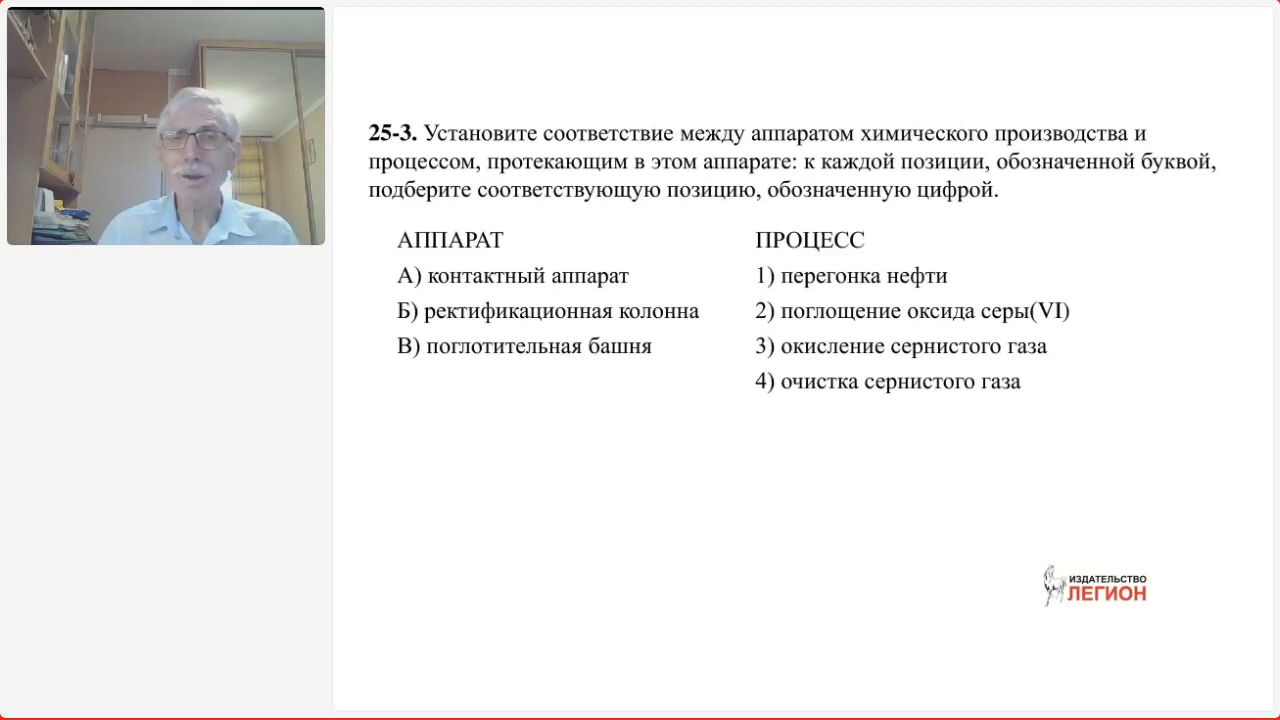 25-3. Установите соответствие между аппаратом химического производства и
процессом, протекающим в этом аппарате: к каждой позиции, обозначенной буквой,
подберите соответствующую позицию, обозначенную цифрой.
АППАРАТ
А) контактный аппарат
Б) ректификационная колонна
В) поглотительная башня
ПРОЦЕСС
1) перегонка нефти
2) поглощение оксида серы(VI)
3) окисление сернистого газа
4) очистка сернистого газа
ИЗДАТЕЛЬСТВО
ЛЕГИОН